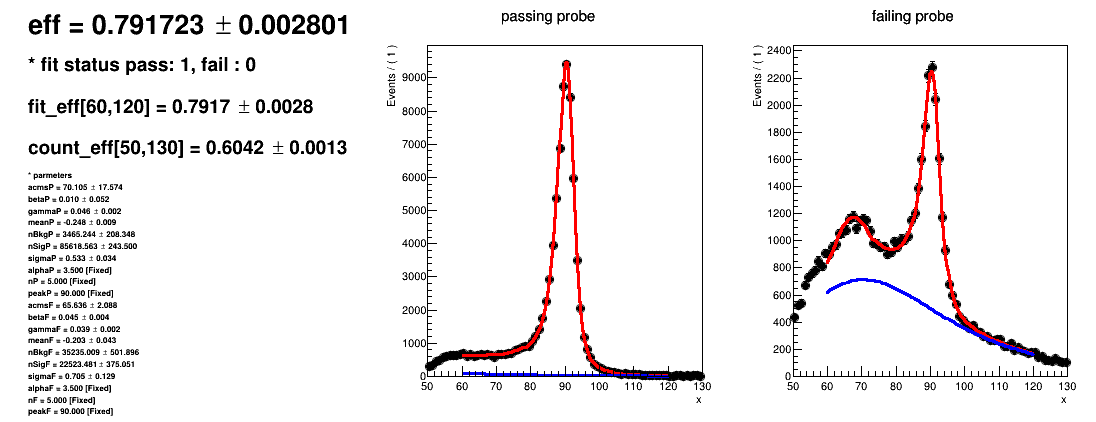 eff = 0.791723 ± 0.002801
* fit status pass: 1, fail : 0
fit_eff[60,120] = 0.7917 ± 0.0028
count_eff[50,130] = 0.6042 ± 0.0013
* parmeters
acmsP = 70.105 ± 17.574
betaP = 0.010 ± 0.052
gammaP = 0.046 ± 0.002
meanP = -0.248 ± 0.009
nBkgP = 3465.244 ± 208.348
nSigP = 85618.563 ± 243.500
sigmaP = 0.533 ± 0.034
alphaP = 3.500 [Fixed]
nP = 5.000 [Fixed]
peakP = 90.000 [Fixed]
acmsF = 65.636 ± 2.088
betaF = 0.045 ± 0.004
gammaF = 0.039 ± 0.002
meanF = -0.203 ± 0.043
nBkgF = 35235.009 ± 501.896
nSigF = 22523.481 ± 375.051
sigmaF = 0.705 ± 0.129
alphaF = 3.500 [Fixed]
nF = 5.000 [Fixed]
peakF = 90.000 [Fixed]
passing probe
Events / ( 1 )
9000
8000
7000
6000
5000
4000
3000
2000
1000
0
50 60 70 80 90 100 110 120 130
x
failing probe
Events / ( 1 )
2400
2200
2000
1800
1600
1400
1200
1000
800
600
400
200
0
50 60 70 80 90 100 110 120 130
x